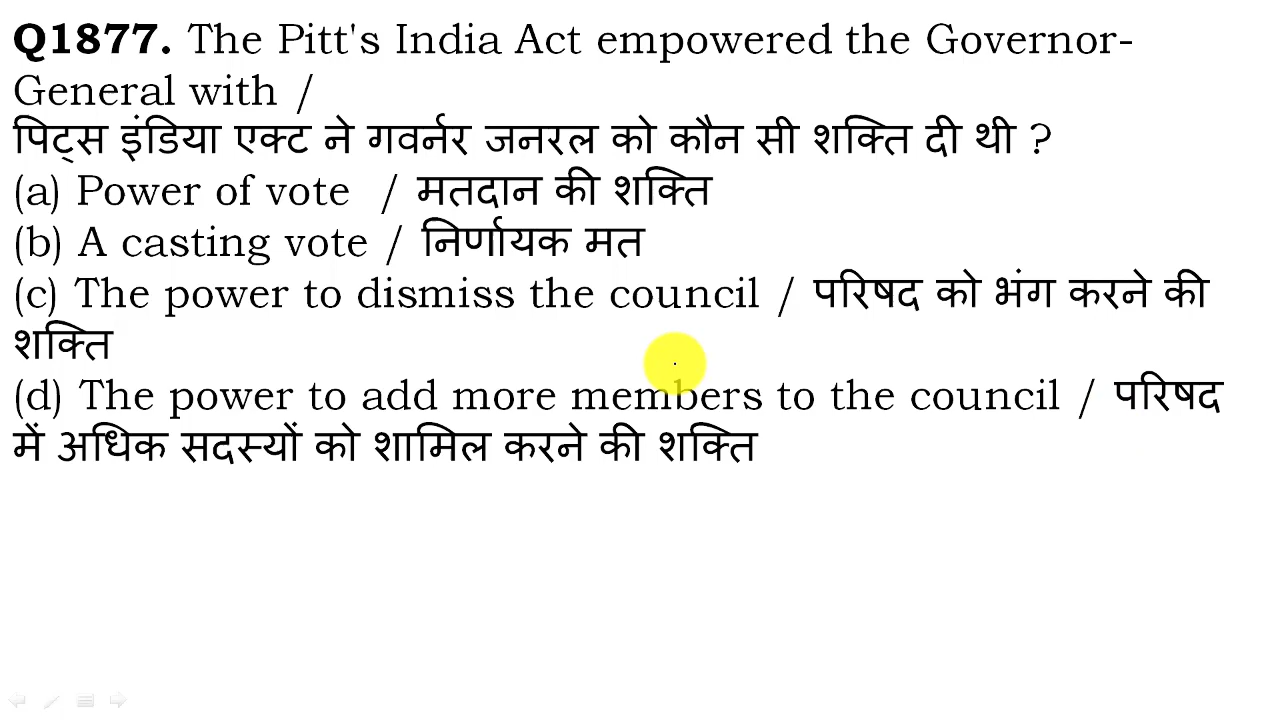 Q1877. The Pitt's India Act empowered the Governor-
General with /
पिट्स इंडिया एक्ट ने गवर्नर जनरल को कौन सी शक्ति दी थी ?
(a) Power of vote / मतदान की शक्ति
(b) A casting vote / निर्णायक मत
(c) The power to dismiss the council / परिषद को भंग करने की
शक्ति
(d) The power to add more members to the council / परिषद
में अधिक सदस्यों को शामिल करने की शक्ति